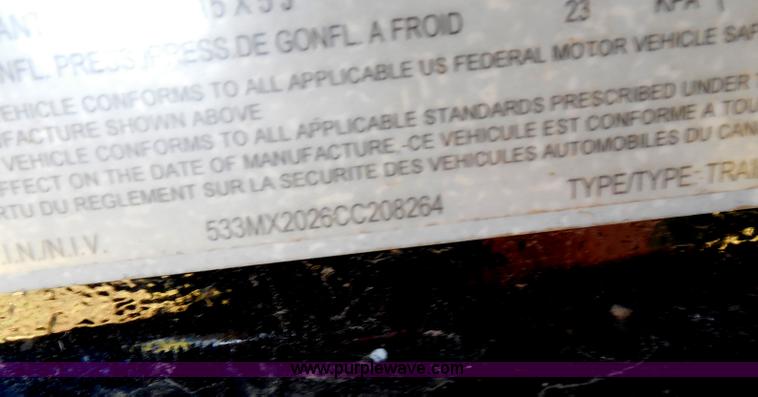 15 X 5 J
23 KPA
NFL. PRESS./PRESS.DE GONFL. A FROID
VEHICLE CONFORMS TO ALL APPLICABLE US FEDERAL MOTOR VEHICLE SAF
NUFACTURE SHOWN ABOVE
VEHICLE CONFORMS TO ALL APPLICABLE STANDARDS PRESCRIBED UNDER T
EFFECT ON THE DATE OF MANUFACTURE.-CE VEHICULE EST CONFORME A TOU
RTU DU REGLEMENT SUR LA SECURITE DES VEHICULES AUTOMOBILES DU CAN
.I.N./N.I.V. 533MX2026CC208264 TYPE/TYPE: TRAI
www.purplewave.com